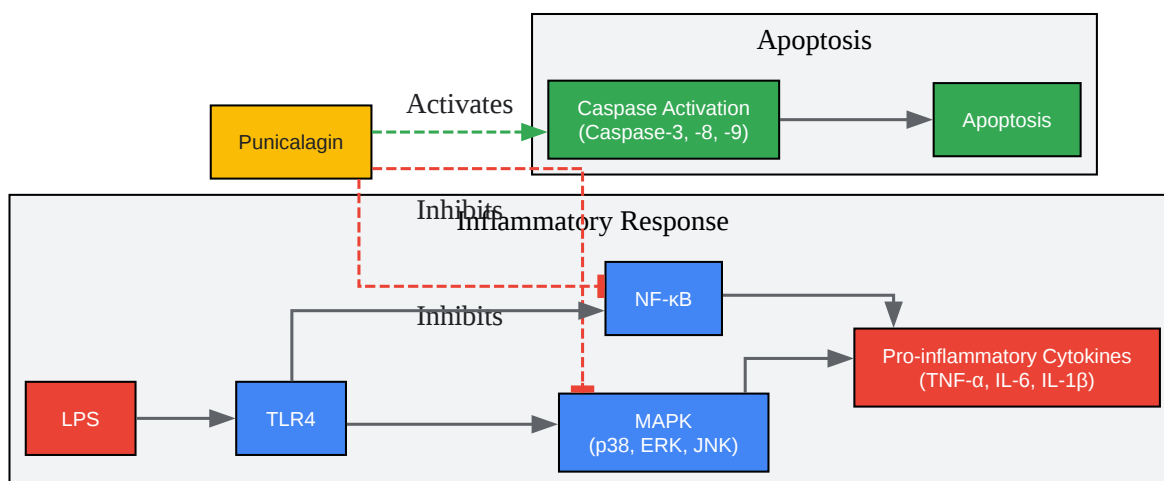 Apoptosis
Activates
Caspase Activation
(Caspase-3, -8, -9)
Apoptosis
Punicalagin
Inhibits
Inflammatory Response
NF-κB
Inhibits
Pro-inflammatory Cytokines
(TNF-α, IL-6, IL-1β)
LPS
TLR4
MAPK
(p38, ERK, JNK)